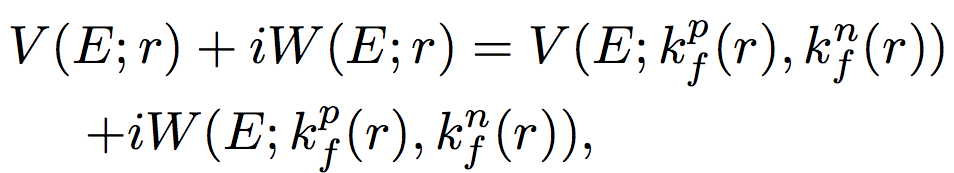 V(E; r) + iW(E; r) = V(E; k_f^p(r), k_f^n(r))
+iW(E; k_f^p(r), k_f^n(r)),